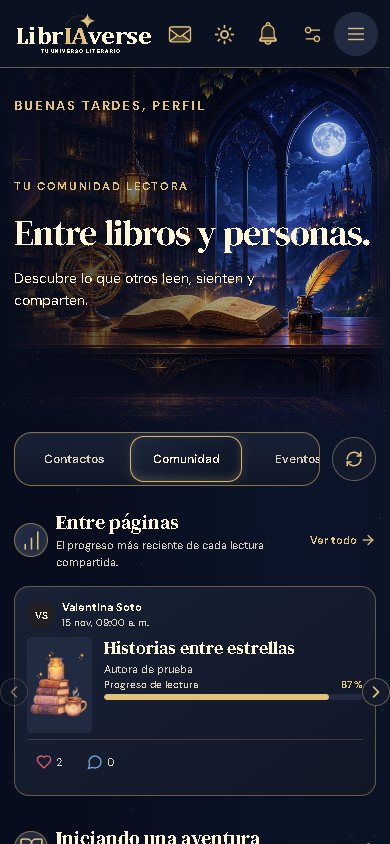 LibrIAverse
TU UNIVERSO LITERARIO
BUENAS TARDES, PERFIL
TU COMUNIDAD LECTORA
Entre libros y personas.
Descubre lo que otros leen, sienten y
comparten.
Contactos
Comunidad
Eventos
Entre páginas
El progreso más reciente de cada lectura
compartida.
Ver todo
VS
Valentina Soto
15 nov, 09:00 a. m.
Historias entre estrellas
Autora de prueba
Progreso de lectura
87%
2
0
Iniciando una aventura